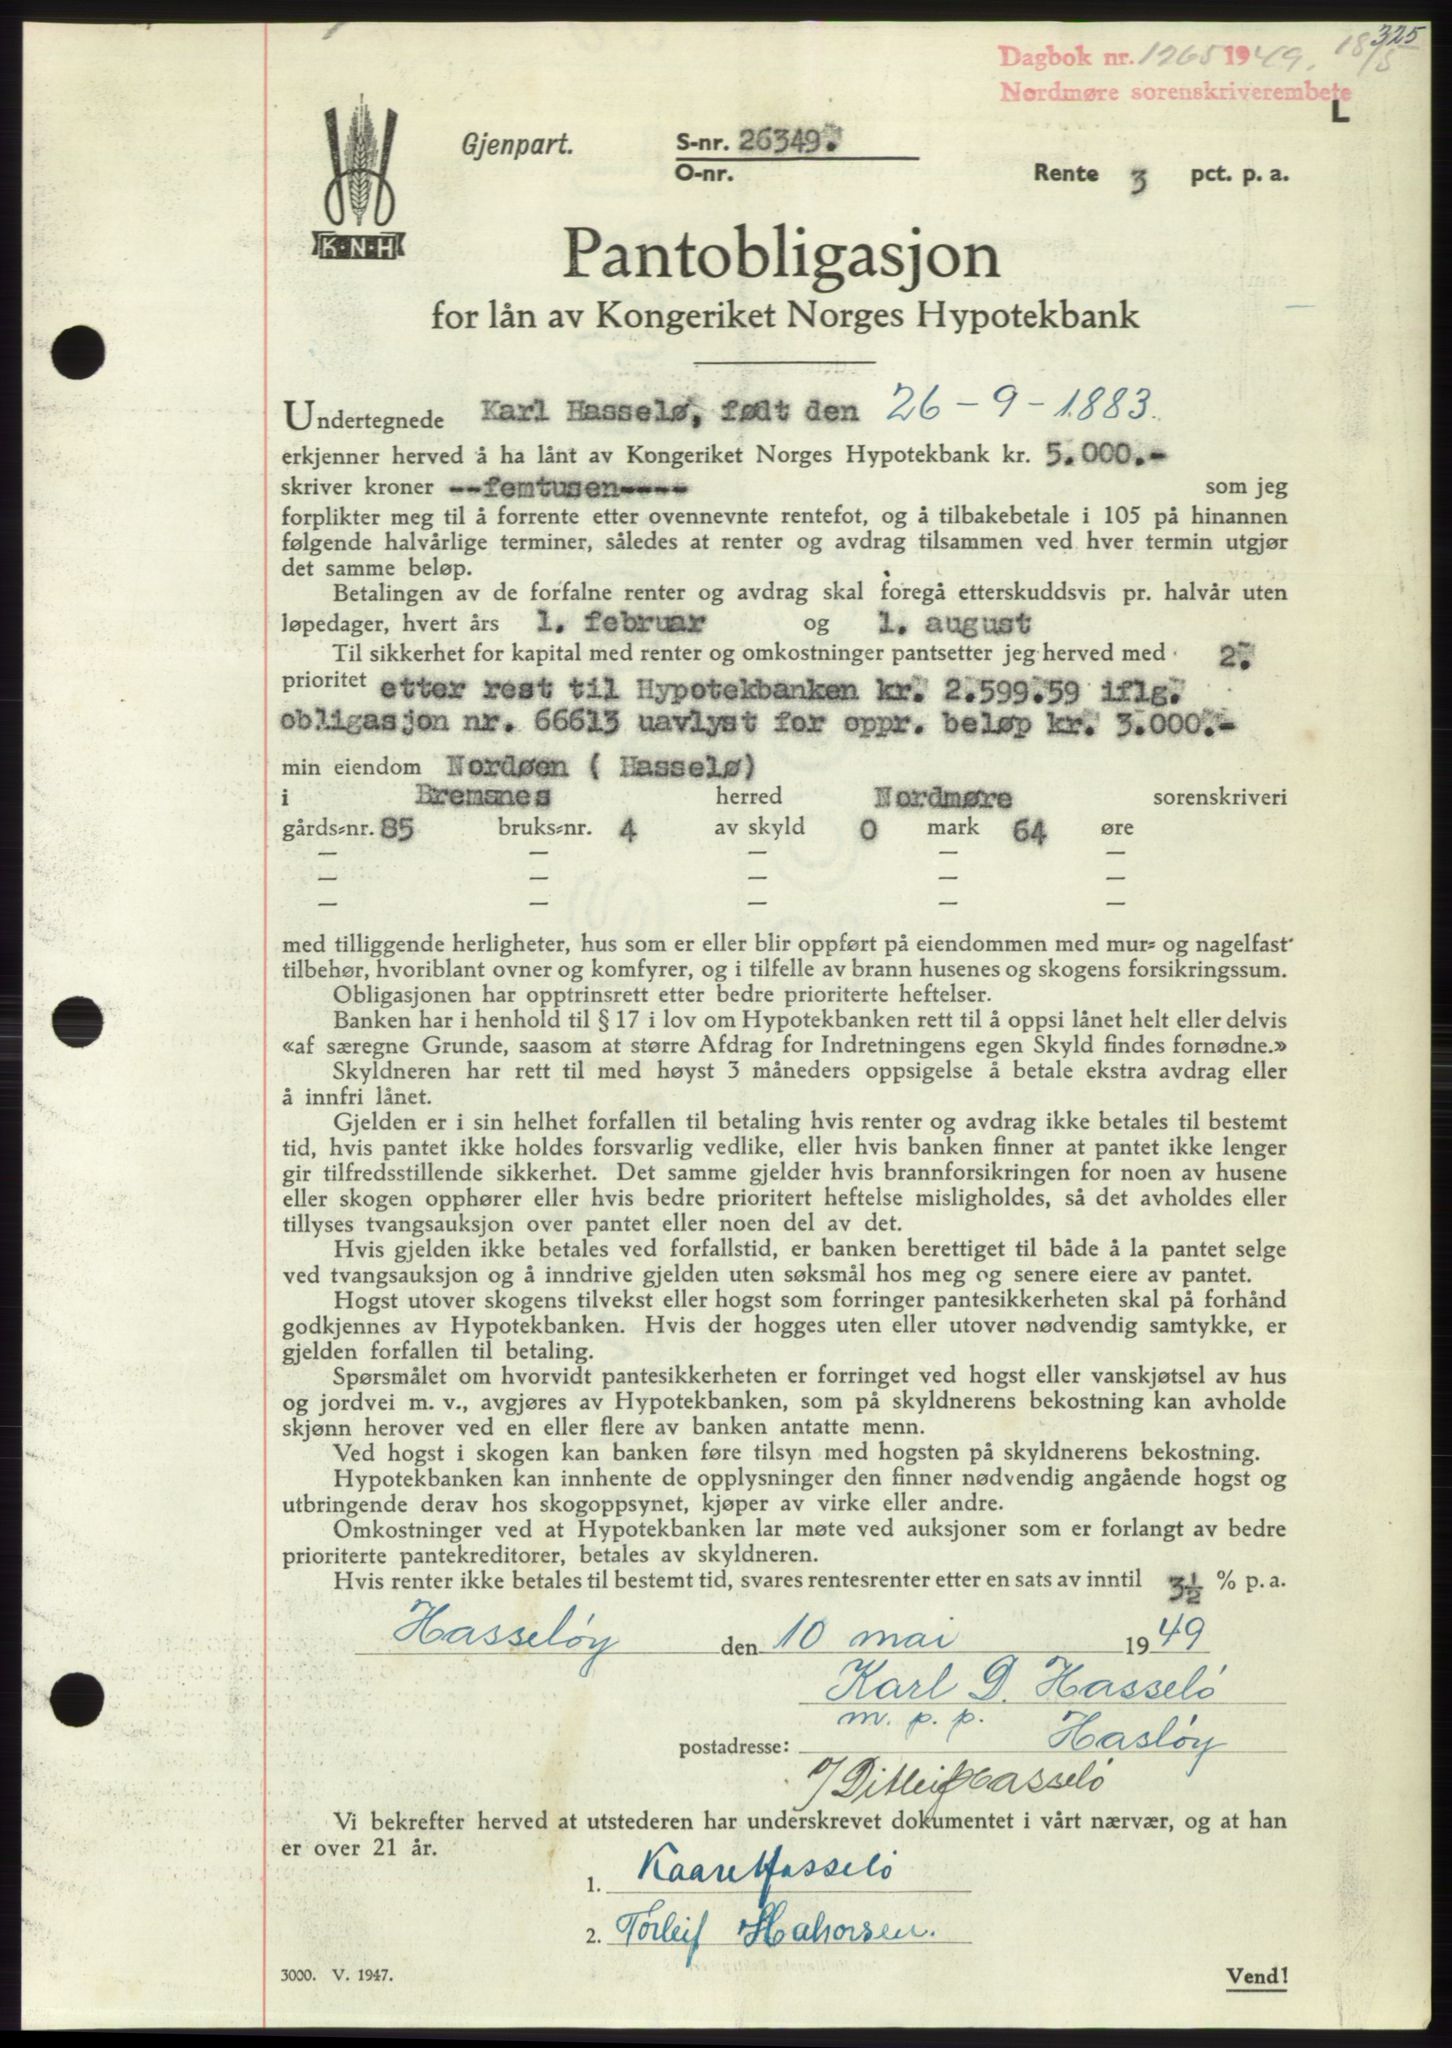 325
Dagbok nr. 1265 1949. 18/5
Nordmøre sorenskriverembete
L
Gjenpart.
S-nr. 26349.
O-nr.
Rente 3 pct. p. a.
K·N·H
Pantobligasjon
for lån av Kongeriket Norges Hypotekbank
Undertegnede Karl Hasselø, født den 26-9-1883.
erkjenner herved å ha lånt av Kongeriket Norges Hypotekbank kr. 5.000.-
skriver kroner --femtusen---- som jeg
forplikter meg til å forrente etter ovennevnte rentefot, og å tilbakebetale i 105 på hinannen
følgende halvårlige terminer, således at renter og avdrag tilsammen ved hver termin utgjør
det samme beløp.
Betalingen av de forfalne renter og avdrag skal foregå etterskuddsvis pr. halvår uten
løpedager, hvert års 1. februar og 1. august
Til sikkerhet for kapital med renter og omkostninger pantsetter jeg herved med 2.
prioritet etter rest til Hypotekbanken kr. 2.599.59 iflg.
obligasjon nr. 66613 uavlyst for oppr. beløp kr. 3.000.-
min eiendom Nordøen ( Hasselø)
i Bremsnes herred Nordmøre sorenskriveri
gårds-nr. 85 bruks-nr. 4 av skyld 0 mark 64 øre
— — — — —
— — — — —
— — — — —
med tilliggende herligheter, hus som er eller blir oppført på eiendommen med mur- og nagelfast
tilbehør, hvoriblant ovner og komfyrer, og i tilfelle av brann husenes og skogens forsikringssum.
Obligasjonen har opptrinsrett etter bedre prioriterte heftelser.
Banken har i henhold til § 17 i lov om Hypotekbanken rett til å oppsi lånet helt eller delvis
«af særegne Grunde, saasom at større Afdrag for Indretningens egen Skyld findes fornødne.»
Skyldneren har rett til med høyst 3 måneders oppsigelse å betale ekstra avdrag eller
å innfri lånet.
Gjelden er i sin helhet forfallen til betaling hvis renter og avdrag ikke betales til bestemt
tid, hvis pantet ikke holdes forsvarlig vedlike, eller hvis banken finner at pantet ikke lenger
gir tilfredsstillende sikkerhet. Det samme gjelder hvis brannforsikringen for noen av husene
eller skogen opphører eller hvis bedre prioritert heftelse misligholdes, så det avholdes eller
tillyses tvangsauksjon over pantet eller noen del av det.
Hvis gjelden ikke betales ved forfallstid, er banken berettiget til både å la pantet selge
ved tvangsauksjon og å inndrive gjelden uten søksmål hos meg og senere eiere av pantet.
Hogst utover skogens tilvekst eller hogst som forringer pantesikkerheten skal på forhånd
godkjennes av Hypotekbanken. Hvis der hogges uten eller utover nødvendig samtykke, er
gjelden forfallen til betaling.
Spørsmålet om hvorvidt pantesikkerheten er forringet ved hogst eller vanskjøtsel av hus
og jordvei m. v., avgjøres av Hypotekbanken, som på skyldnerens bekostning kan avholde
skjønn herover ved en eller flere av banken antatte menn.
Ved hogst i skogen kan banken føre tilsyn med hogsten på skyldnerens bekostning.
Hypotekbanken kan innhente de opplysninger den finner nødvendig angående hogst og
utbringende derav hos skogoppsynet, kjøper av virke eller andre.
Omkostninger ved at Hypotekbanken lar møte ved auksjoner som er forlangt av bedre
prioriterte pantekreditorer, betales av skyldneren.
Hvis renter ikke betales til bestemt tid, svares rentesrenter etter en sats av inntil 3½ % p. a.
Hasseløy den 10 mai 1949
Karl D. Hasselö
m. p. p.
postadresse: Hasløy
/ Ditleif Hasselö
Vi bekrefter herved at utstederen har underskrevet dokumentet i vårt nærvær, og at han
er over 21 år.
1. Kaare Hasselö
2. Torleif Halvorsen.
3000. V. 1947.
Vend!